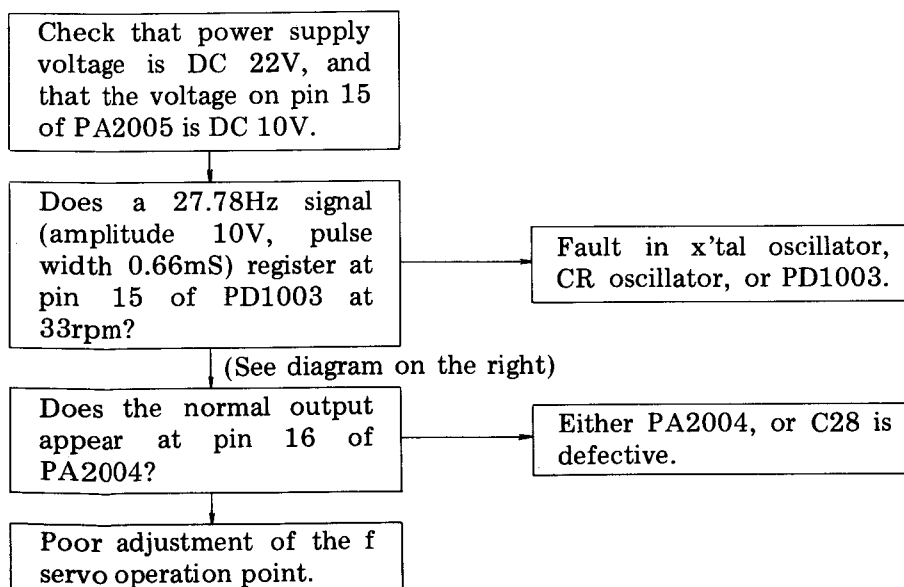 Check that power supply
voltage is DC 22V, and
that the voltage on pin 15
of PA2005 is DC 10V.
Does a 27.78Hz signal
(amplitude 10V, pulse
width 0.66mS) register at
pin 15 of PD1003 at
33rpm?
Fault in x'tal oscillator,
CR oscillator, or PD1003.
(See diagram on the right)
Does the normal output
appear at pin 16 of
PA2004?
Either PA2004, or C28 is
defective.
Poor adjustment of the f
servo operation point.